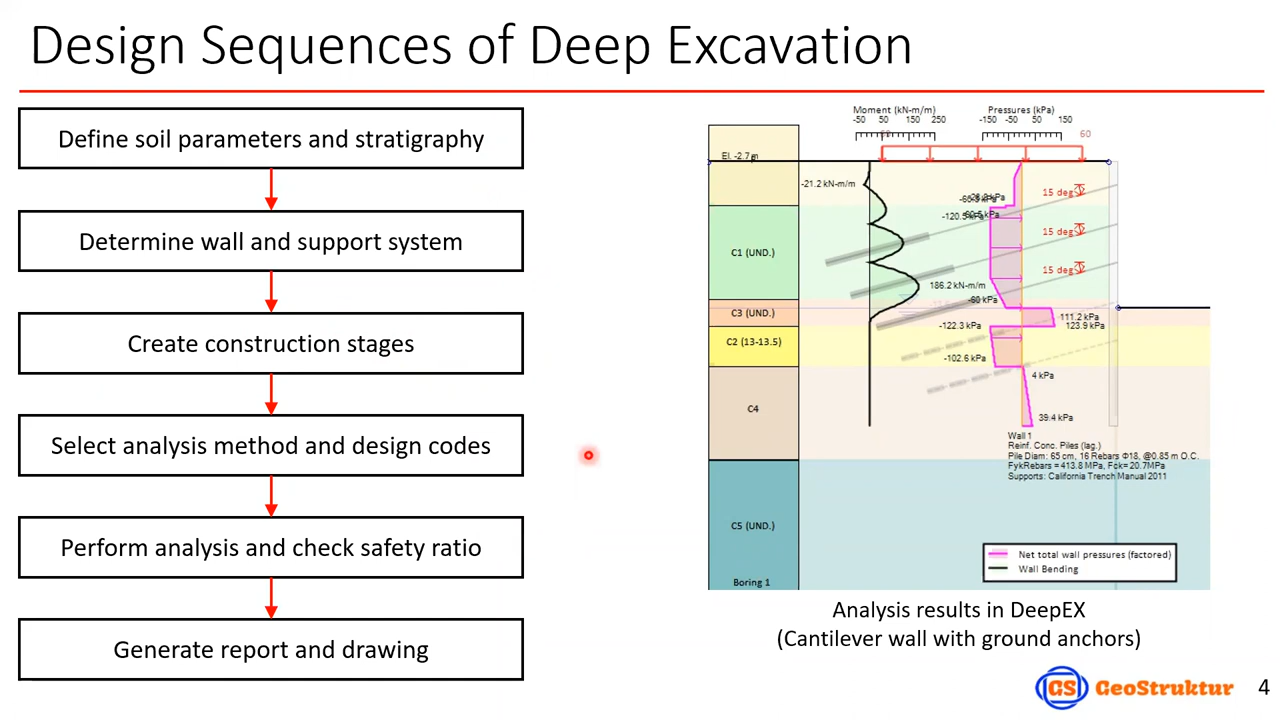 Design Sequences of Deep Excavation
Define soil parameters and stratigraphy
Determine wall and support system
Create construction stages
Select analysis method and design codes
Perform analysis and check safety ratio
Generate report and drawing
Moment (kN-m/m)
-50 50 150 250
Pressures (kPa)
-150 -50 50 150
60
El. -2.7m
-21.2 kN-m/m
15 deg
15 deg
15 deg
C1 (UND.)
186.2 kN-m/m
-60 kPa
C3 (UND.)
111.2 kPa
-122.3 kPa
123.9 kPa
C2 (13-13.5)
-102.6 kPa
4 kPa
C4
39.4 kPa
Wall 1
Reinf. Conc. Piles (lag.)
Pile Diam: 65 cm, 16 Rebars Φ18, @0.85 m O.C.
FykRebars = 413.8 MPa, Fck= 20.7MPa
Supports: California Trench Manual 2011
C5 (UND.)
Boring 1
Net total wall pressures (factored)
Wall Bending
Analysis results in DeepEX
(Cantilever wall with ground anchors)
GS GeoStruktur
4